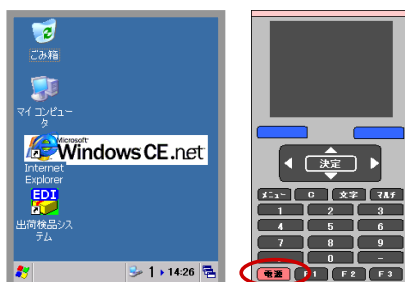 ごみ箱
マイ コンピュー
タ
Microsoft
Windows CE .net
Internet
Explorer
EDI
出荷検品シス
テム
1
14:26
決定
メニュー
C
文字
マルチ
1
2
3
4
5
6
7
8
9
.
0
-
電源
F1
F2
F3